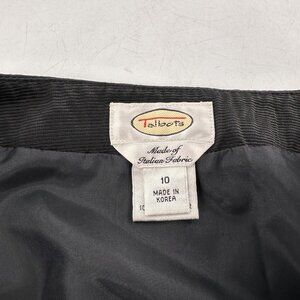 Talbots
Made of
Italian Fabric
10
MADE IN
KOREA